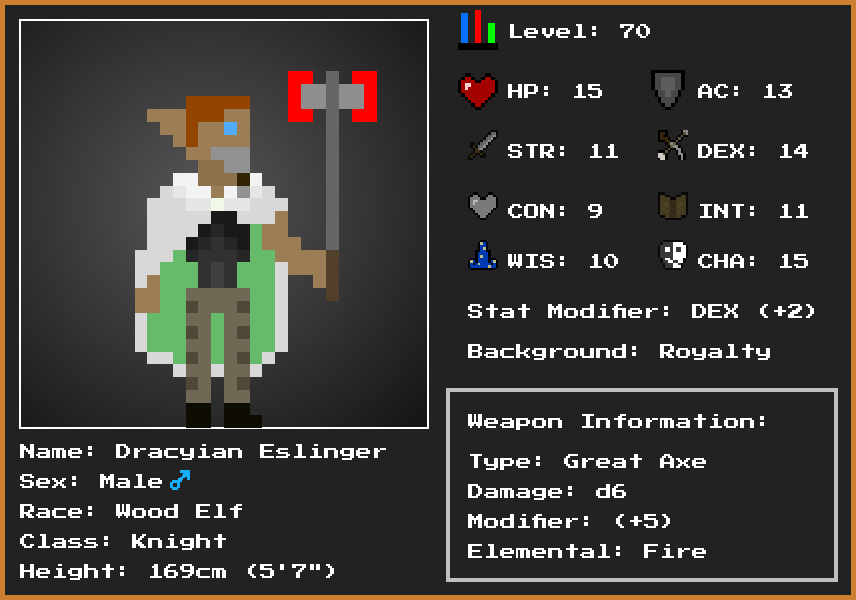 Level: 70
HP: 15
AC: 13
STR: 11
DEX: 14
CON: 9
INT: 11
WIS: 10
CHA: 15
Stat Modifier: DEX (+2)
Background: Royalty
Weapon Information:
Type: Great Axe
Damage: d6
Modifier: (+5)
Elemental: Fire
Name: Dracyian Eslinger
Sex: Male ♂
Race: Wood Elf
Class: Knight
Height: 169cm (5'7")